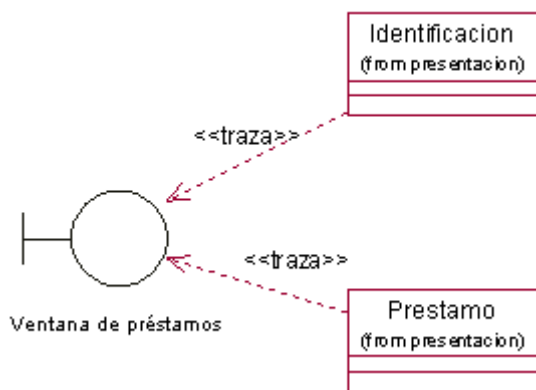 Identificacion
(from presentacion)
<<traza>>
<<traza>>
Ventana de préstamos
Prestamo
(from presentacion)